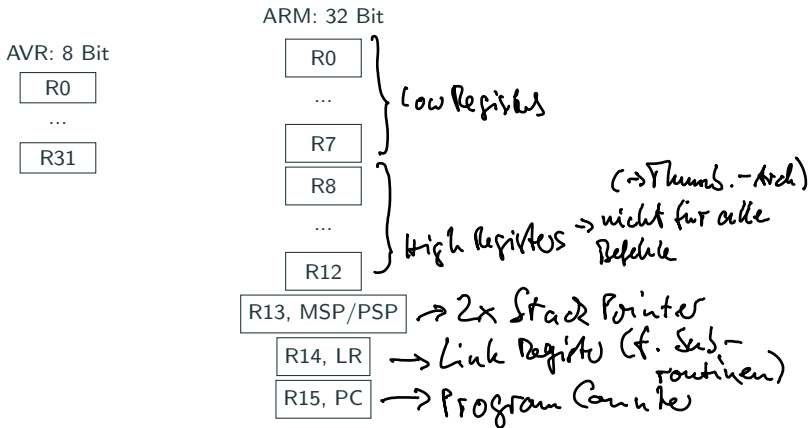 ARM: 32 Bit
AVR: 8 Bit
R0
...
R31
R0
...
R7
Low Registers
R8
...
R12
High Registers → nicht für alle
Befehle
(→ Thumb.-Arch)
R13, MSP/PSP → 2x Stack Pointer
R14, LR → Link Register (f. Sub-
routinen)
R15, PC → Program Counter